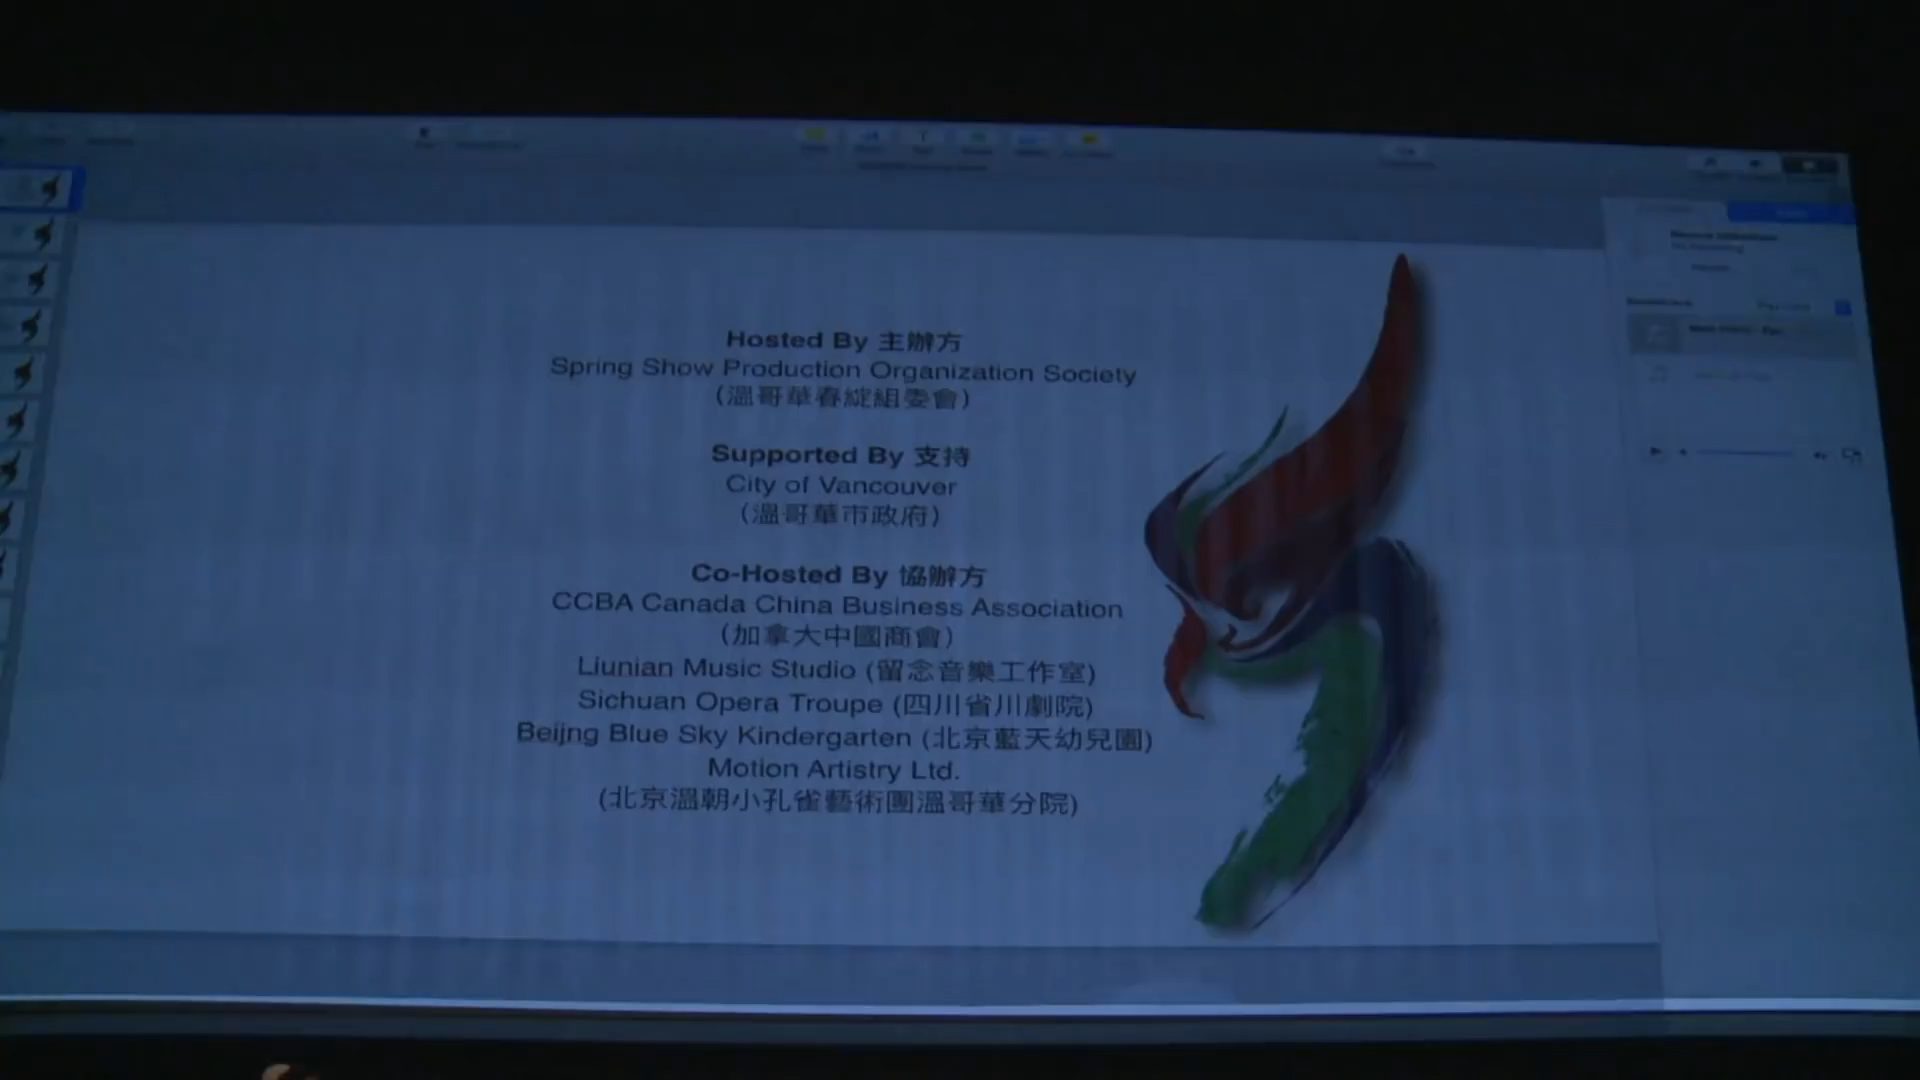 Hosted By 主辦方
Spring Show Production Organization Society
(溫哥華春綻組委會)
Supported By 支持
City of Vancouver
(溫哥華市政府)
Co-Hosted By 協辦方
CCBA Canada China Business Association
(加拿大中國商會)
Liunian Music Studio (留念音樂工作室)
Sichuan Opera Troupe (四川省川劇院)
Beijng Blue Sky Kindergarten (北京藍天幼兒園)
Motion Artistry Ltd.
(北京溫朝小孔雀藝術團溫哥華分院)